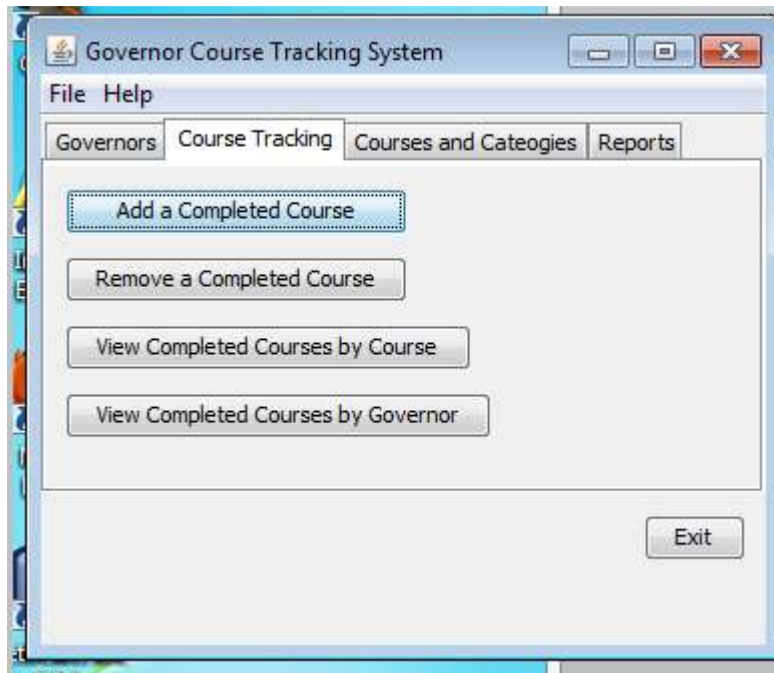 Governor Course Tracking System
File Help
Governors Course Tracking Courses and Cateogies Reports
Add a Completed Course
Remove a Completed Course
View Completed Courses by Course
View Completed Courses by Governor
Exit